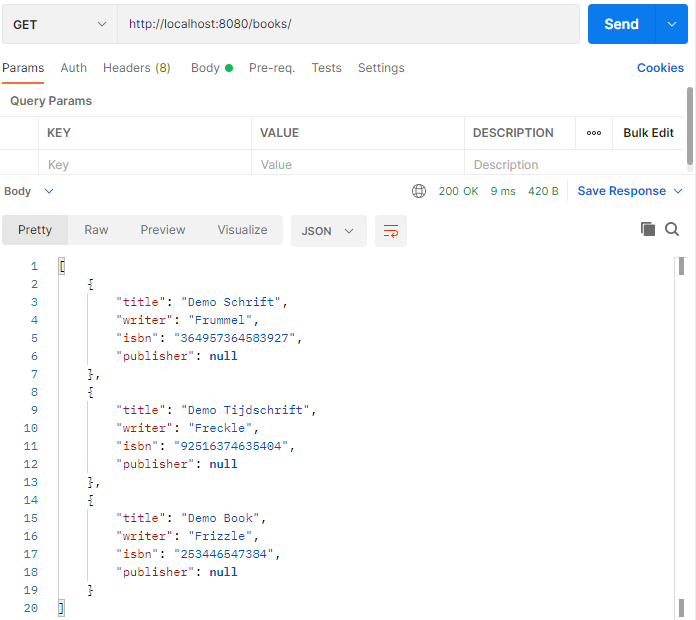 GET http://localhost:8080/books/ Send
Params Auth Headers (8) Body Pre-req. Tests Settings Cookies
Query Params
KEY VALUE DESCRIPTION ooo Bulk Edit
Key Value Description
Body 200 OK 9 ms 420 B Save Response
Pretty Raw Preview Visualize JSON
1 [
2 {
3 "title": "Demo Schrift",
4 "writer": "Frummel",
5 "isbn": "364957364583927",
6 "publisher": null
7 },
8 {
9 "title": "Demo Tijdschrift",
10 "writer": "Freckle",
11 "isbn": "92516374635404",
12 "publisher": null
13 },
14 {
15 "title": "Demo Book",
16 "writer": "Frizzle",
17 "isbn": "253446547384",
18 "publisher": null
19 }
20 ]